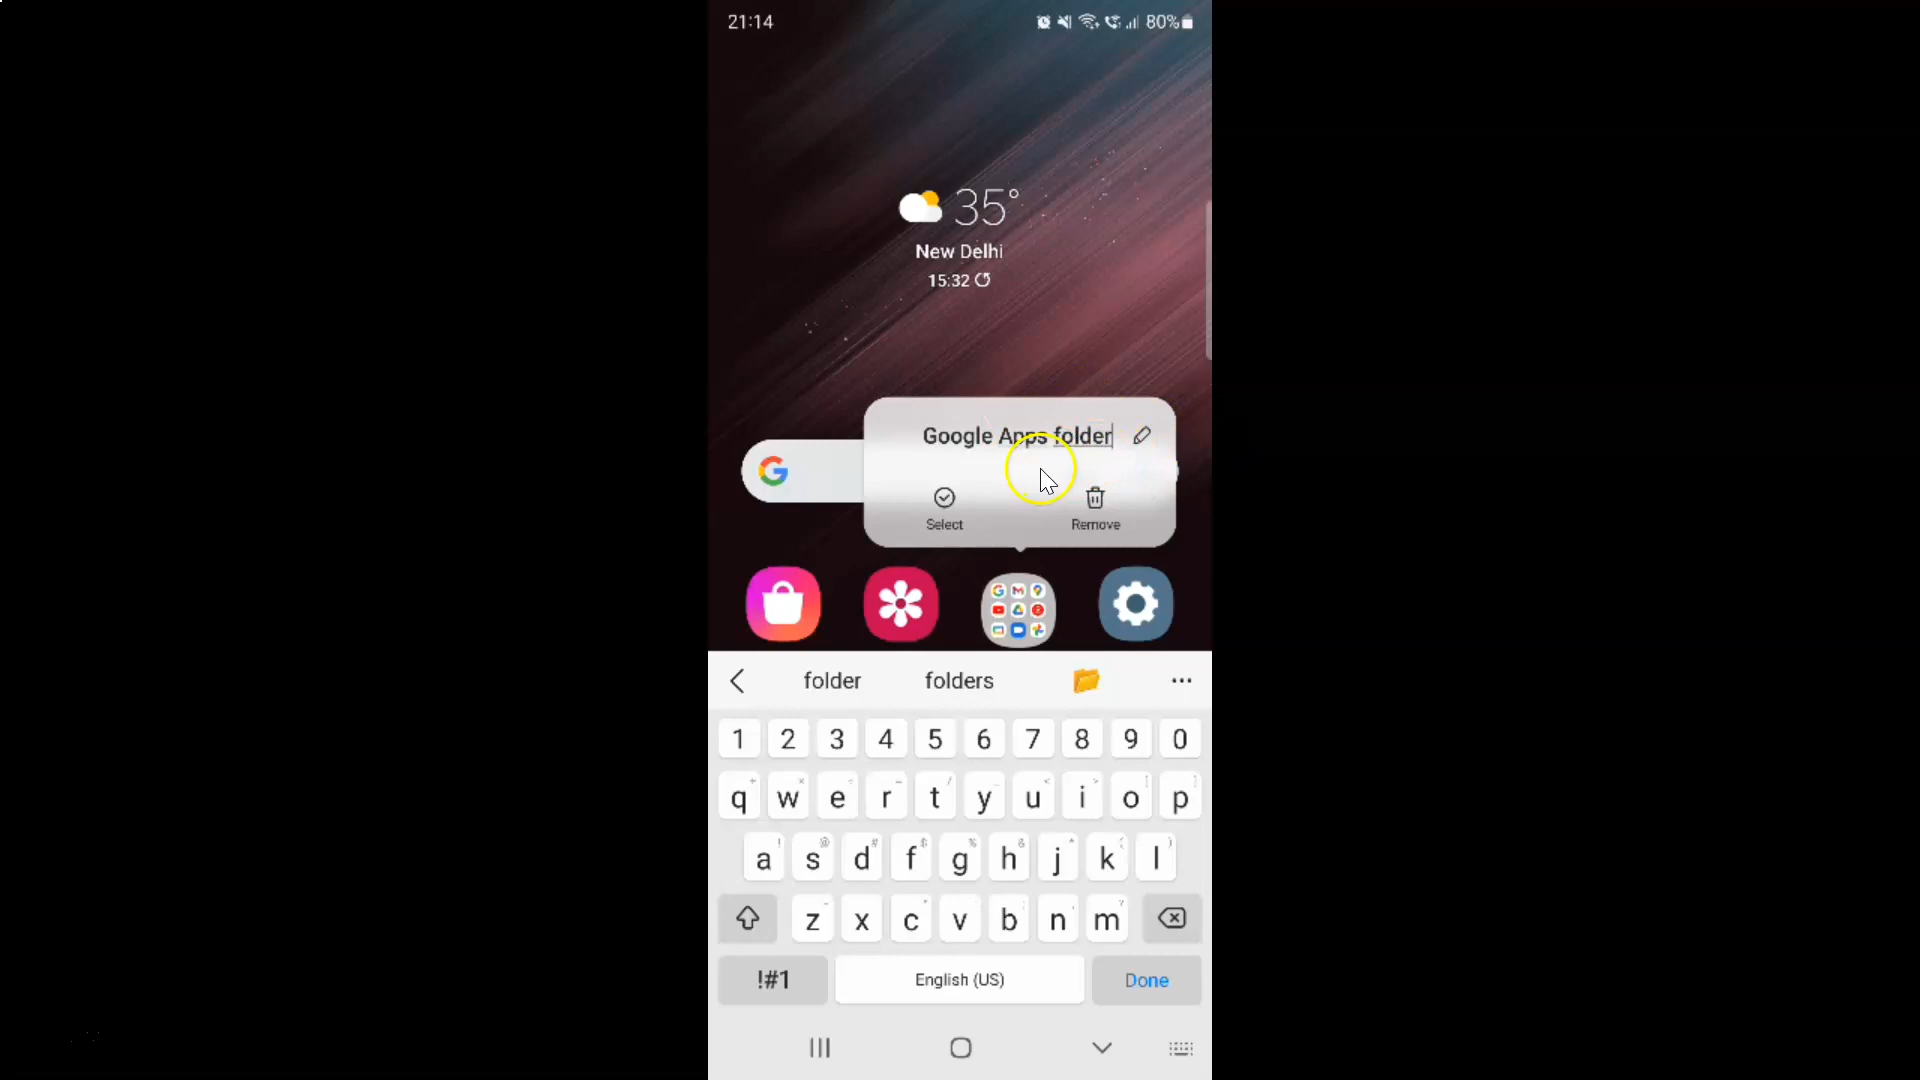 21:14
80%
35°
New Delhi
15:32
Google Apps folder
Select
Remove
folder folders
1 2 3 4 5 6 7 8 9 0
q w e r t y u i o p
a s d f g h j k l
z x c v b n m
!#1 English (US) Done